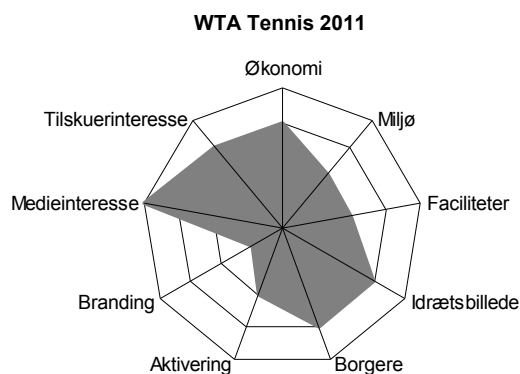 WTA Tennis 2011
Økonomi
Tilskuerinteresse
Miljø
Medieinteresse
Faciliteter
Branding
Idrætsbillede
Aktivering
Borgere